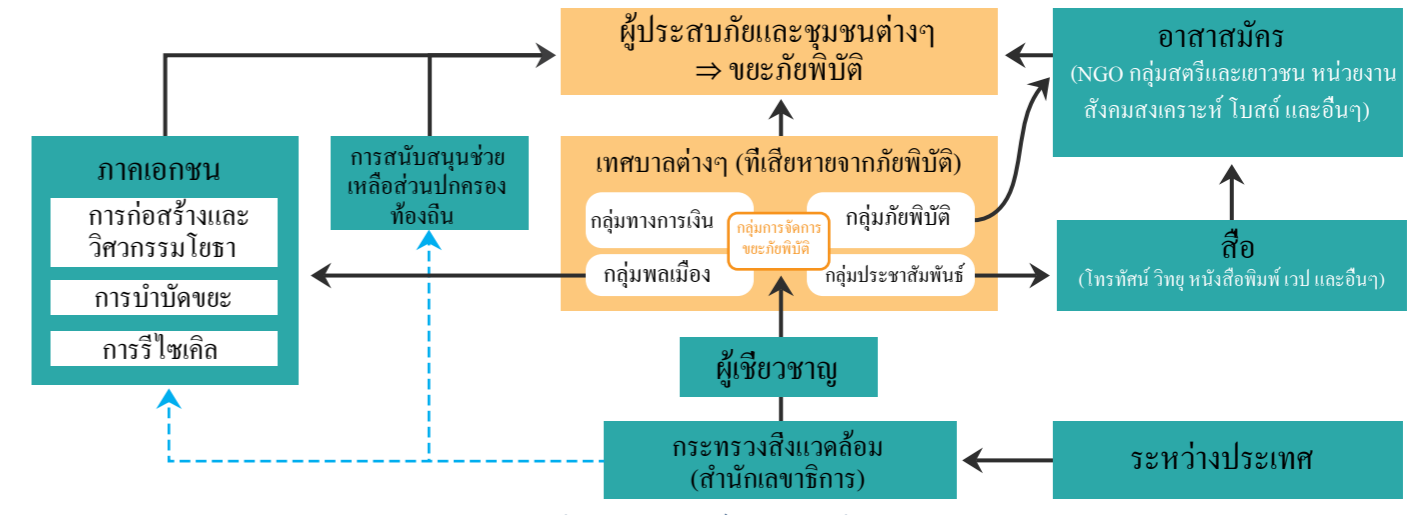 ผู้ประสบภัยและชุมชนต่างๆ
⇒ ขยะภัยพิบัติ
อาสาสมัคร
(NGO กลุ่มสตรีและเยาวชน หน่วยงาน
สังคมสงเคราะห์ โบสถ์ และอื่นๆ)
ภาคเอกชน
การก่อสร้างและ
วิศวกรรมโยธา
การบำบัดขยะ
การรีไซเคิล
การสนับสนุนช่วย
เหลือส่วนปกครอง
ท้องถิ่น
เทศบาลต่างๆ (ที่เสียหายจากภัยพิบัติ)
กลุ่มทางการเงิน
กลุ่มภัยพิบัติ
กลุ่มการจัดการ
ขยะภัยพิบัติ
กลุ่มพลเมือง
กลุ่มประชาสัมพันธ์
สื่อ
(โทรทัศน์ วิทยุ หนังสือพิมพ์ เวป และอื่นๆ)
ผู้เชี่ยวชาญ
กระทรวงสิ่งแวดล้อม
(สำนักเลขาธิการ)
ระหว่างประเทศ